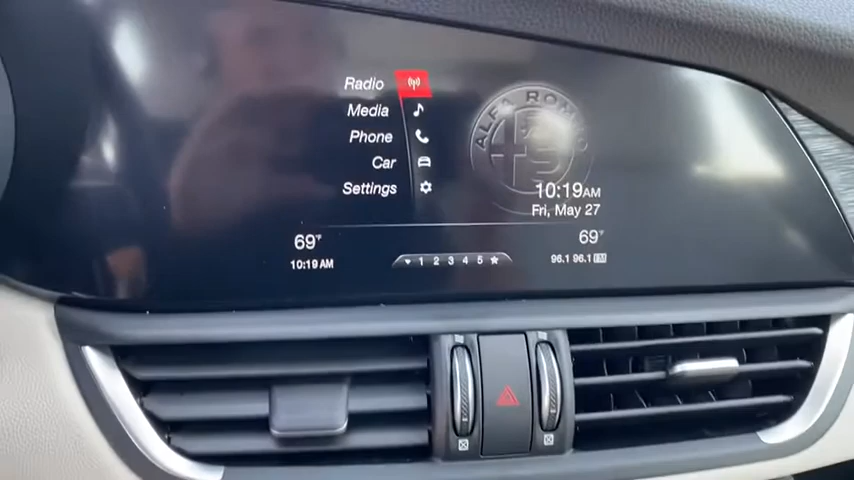 Radio
Media
Phone
Car
Settings
ALFA ROMEO
10:19AM
Fri, May 27
69°F
10:19 AM
1 2 3 4 5
69°F
96.1 96.1 FM